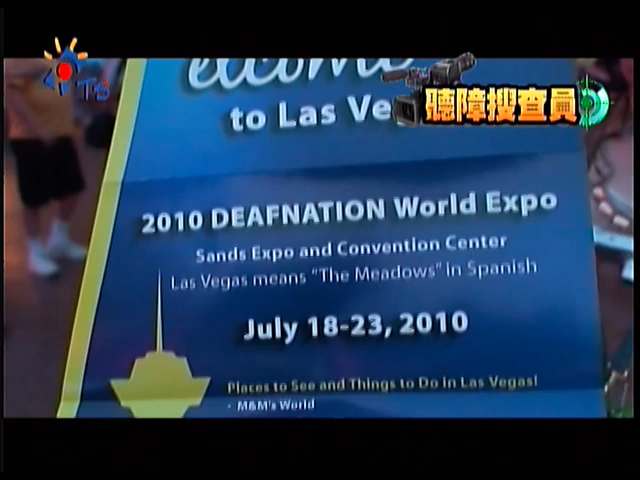 PTS
聽障搜查員
elcome
to Las Ve
2010 DEAFNATION World Expo
Sands Expo and Convention Center
Las Vegas means "The Meadows" in Spanish
July 18-23, 2010
Places to See and Things to Do in Las Vegas!
- M&M's World